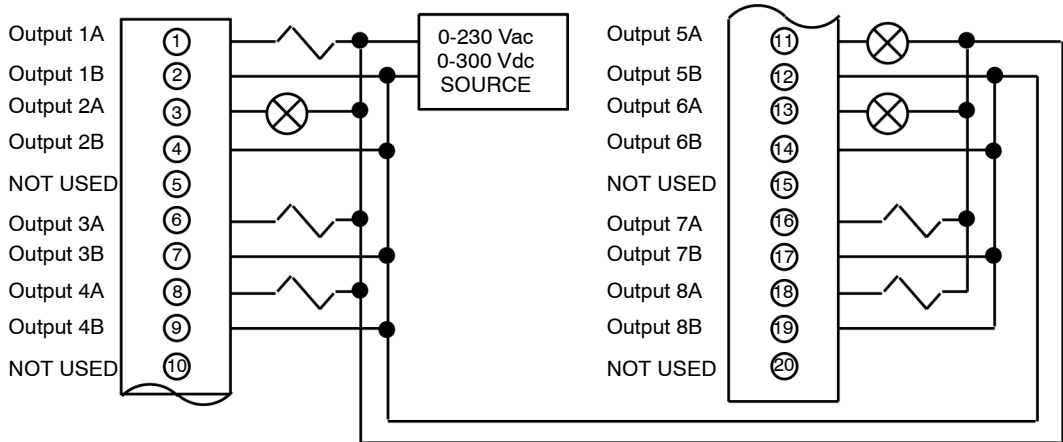 Output 1A
1
Output 1B
2
Output 2A
3
Output 2B
4
NOT USED
5
Output 3A
6
Output 3B
7
Output 4A
8
Output 4B
9
NOT USED
10
0-230 Vac
0-300 Vdc
SOURCE
Output 5A
11
Output 5B
12
Output 6A
13
Output 6B
14
NOT USED
15
Output 7A
16
Output 7B
17
Output 8A
18
Output 8B
19
NOT USED
20